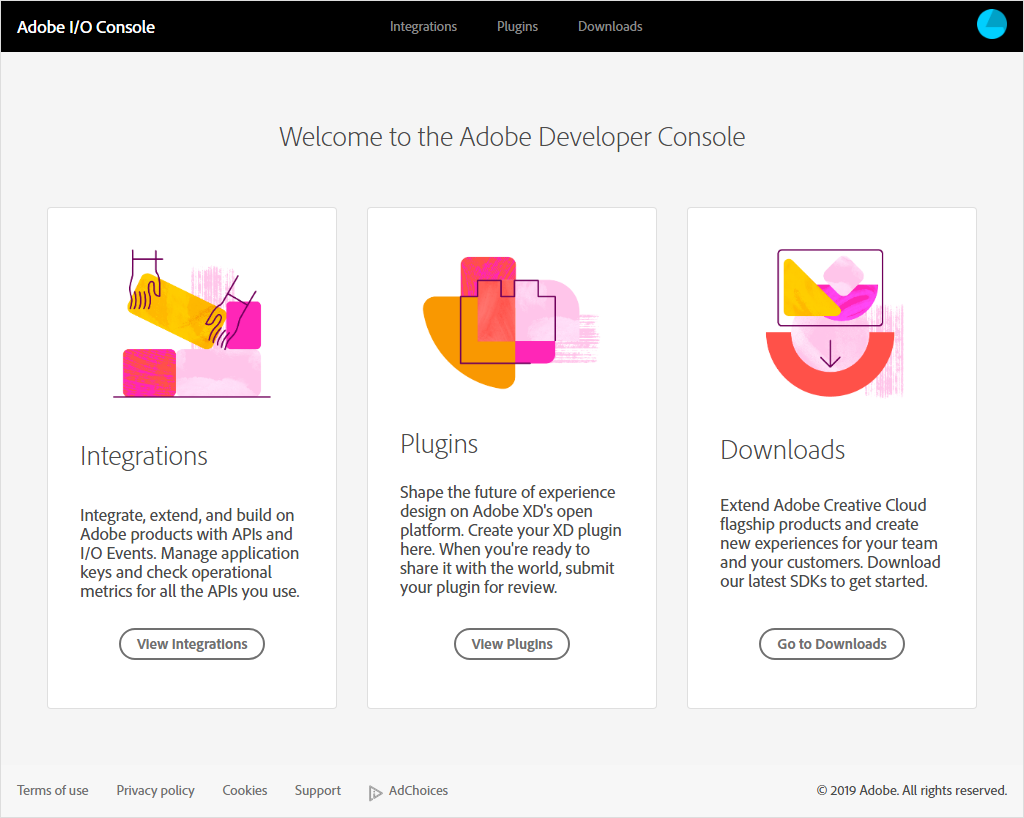 Adobe I/O Console
Integrations
Plugins
Downloads
Welcome to the Adobe Developer Console
Integrations
Integrate, extend, and build on
Adobe products with APIs and
I/O Events. Manage application
keys and check operational
metrics for all the APIs you use.
View Integrations
Plugins
Shape the future of experience
design on Adobe XD's open
platform. Create your XD plugin
here. When you're ready to
share it with the world, submit
your plugin for review.
View Plugins
Downloads
Extend Adobe Creative Cloud
flagship products and create
new experiences for your team
and your customers. Download
our latest SDKs to get started.
Go to Downloads
Terms of use
Privacy policy
Cookies
Support
AdChoices
© 2019 Adobe. All rights reserved.